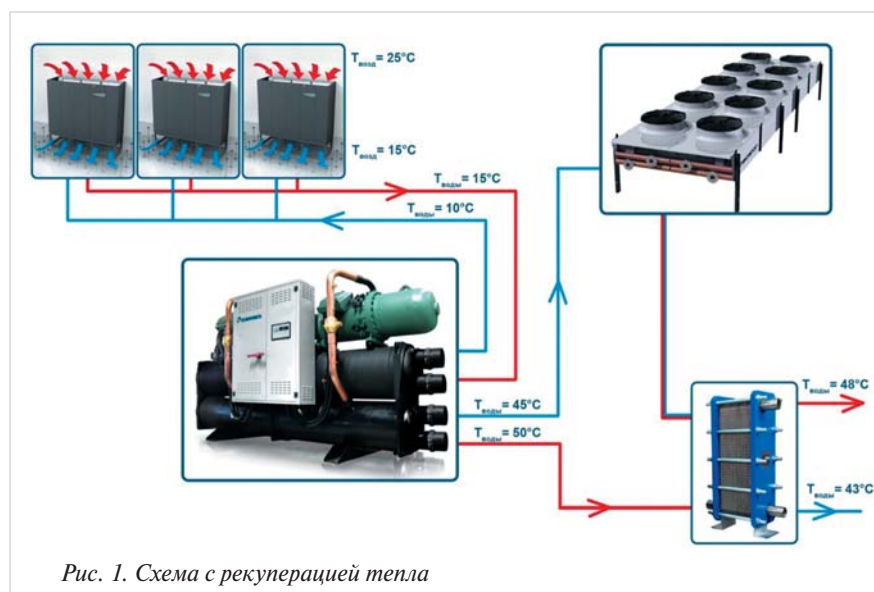 Tвозд = 25°C
Tвозд = 15°C
Tводы = 15°C
Tводы = 10°C
Tводы = 45°C
Tводы = 50°C
Tводы = 48°C
Tводы = 43°C
Рис. 1. Схема с рекуперацией тепла